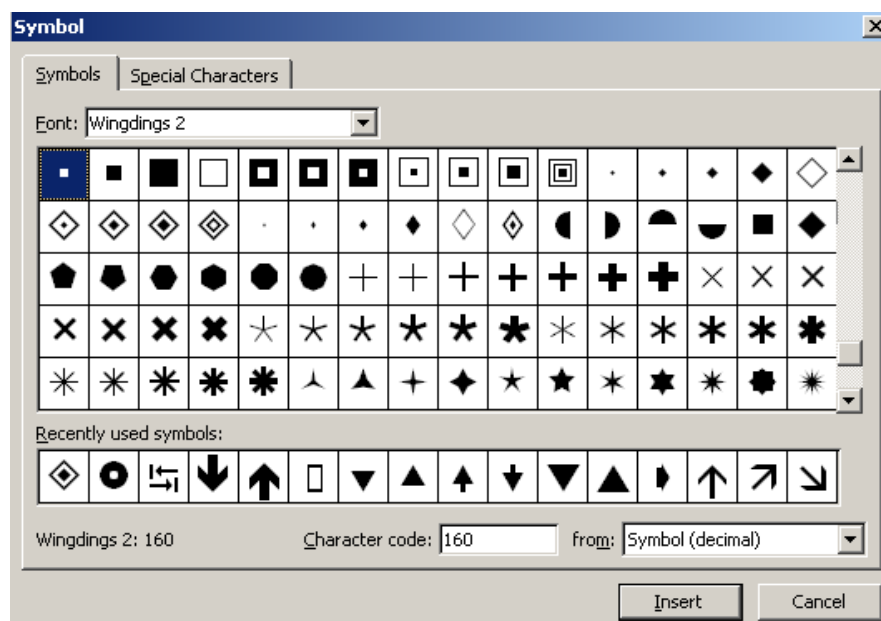 Symbol
Symbols
Special Characters
Font: Wingdings 2
Recently used symbols:
Wingdings 2: 160
Character code: 160
from: Symbol (decimal)
Insert
Cancel